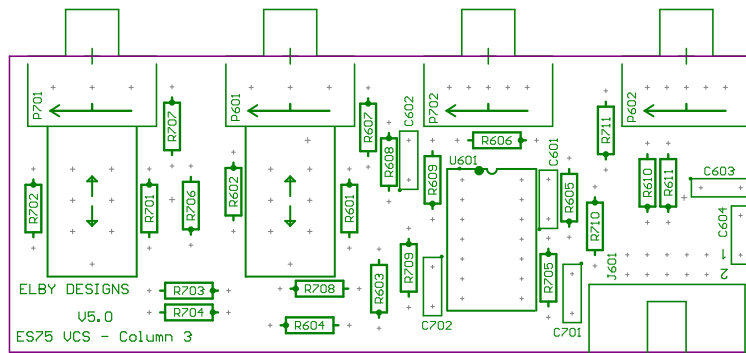 P701
P601
P702
P602
R707
R607
C602
R711
R608
R606
U601
C601
R609
R702
R701
R706
R602
R601
R605
R610
R611
C603
R710
C604
J601
1
2
R709
R705
R603
ELBY DESIGNS
R703
R708
V5.0
R704
R604
C702
C701
ES75 VCS - Column 3